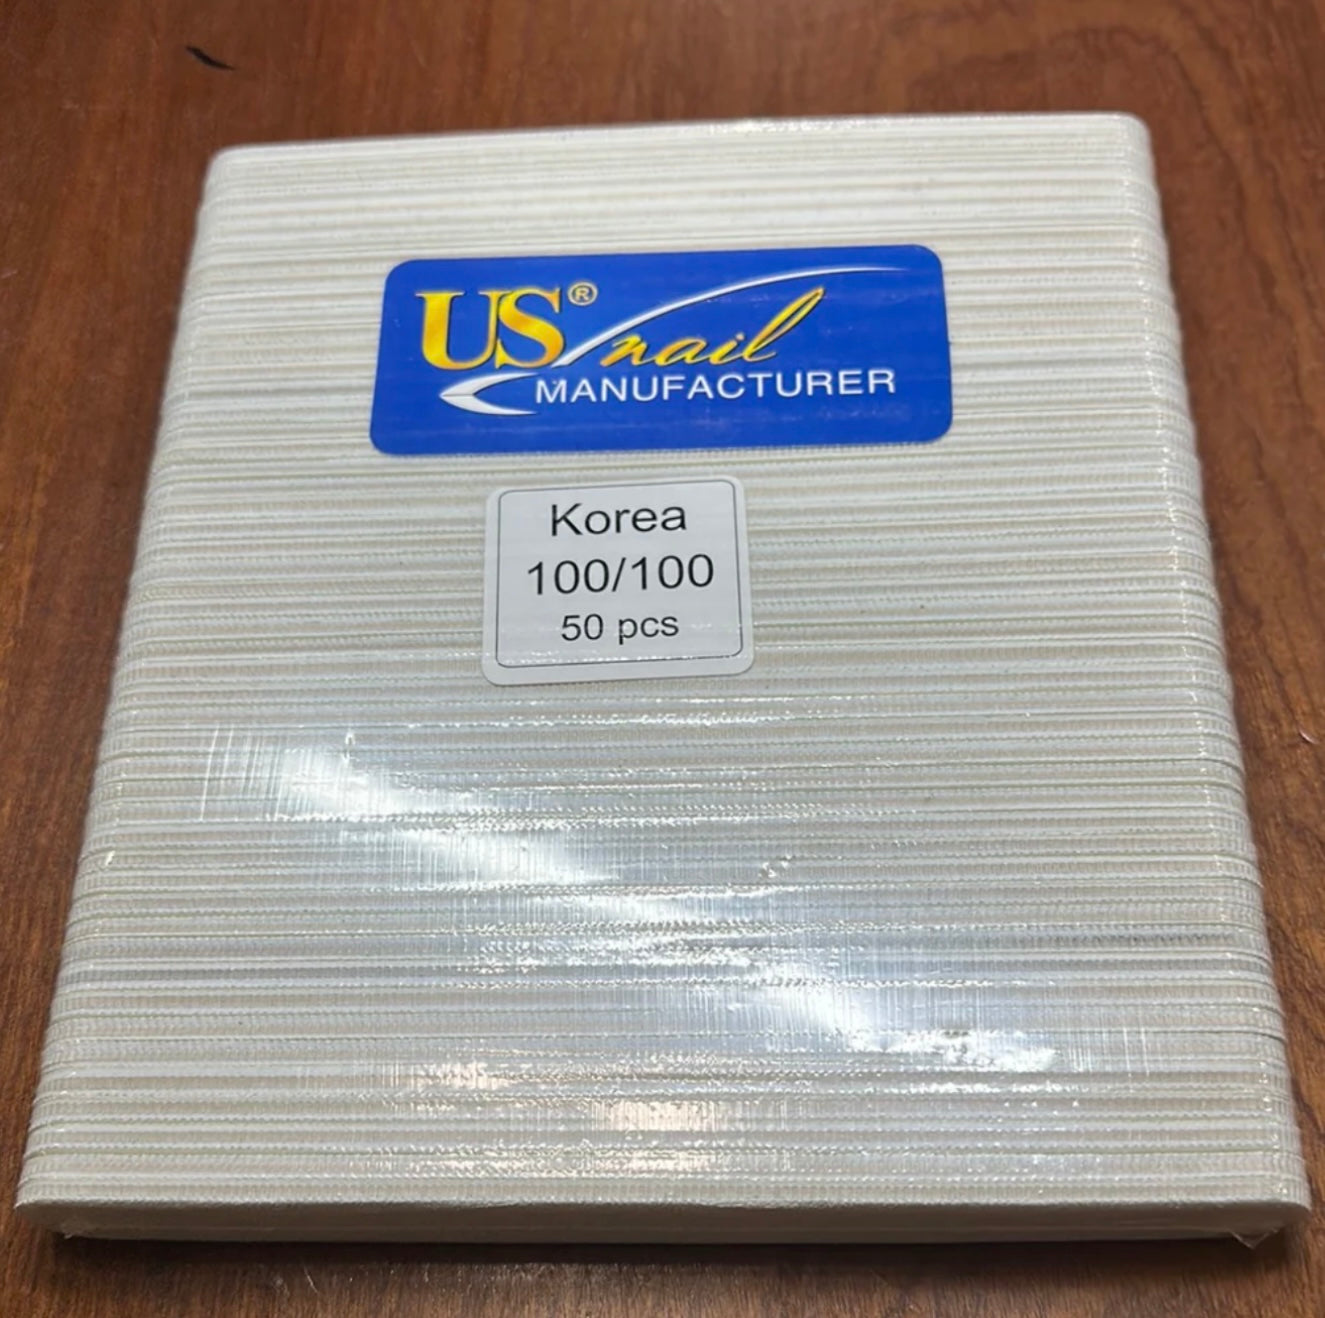 US® nail
MANUFACTURER
Korea
100/100
50 pcs